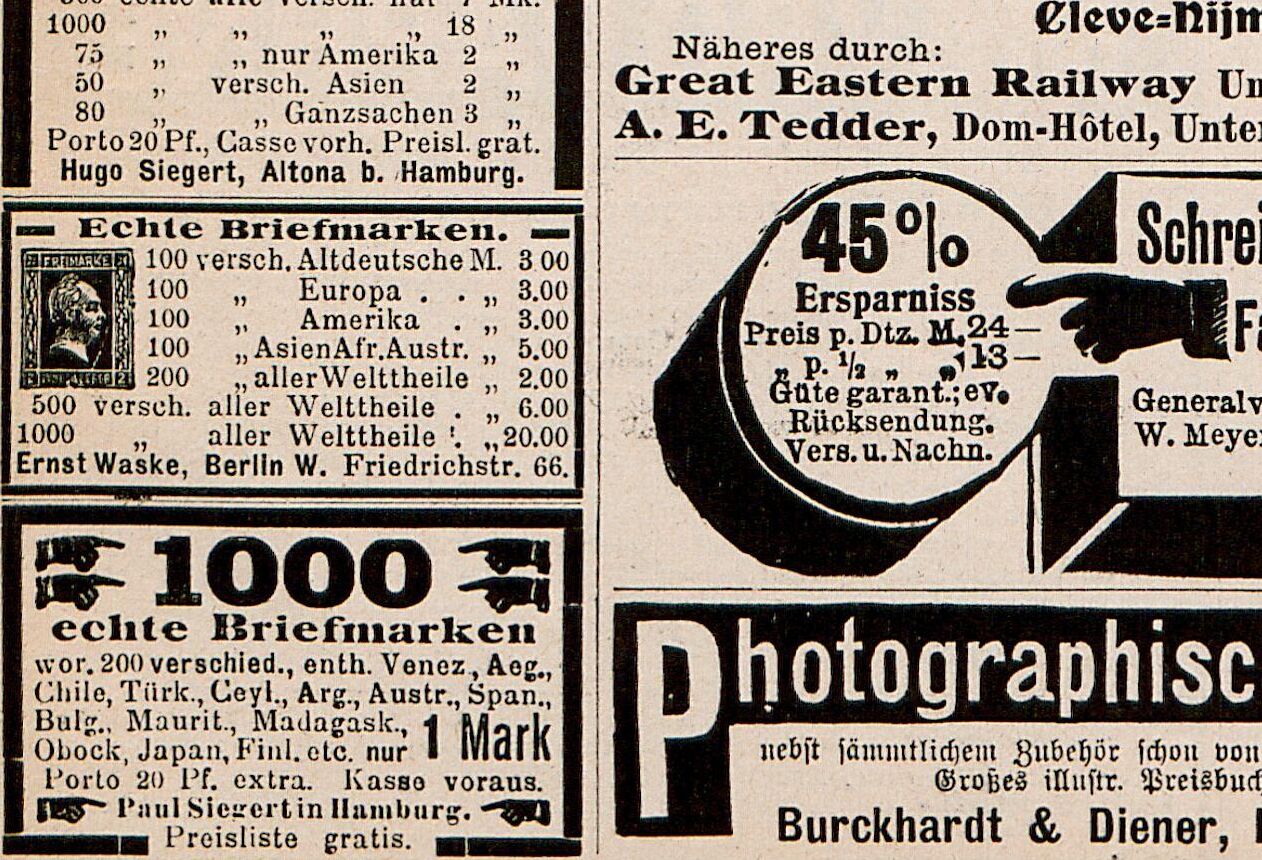 1000 „ „ „ „ 18 „
75 „ „ nur Amerika 2 „
50 „ versch. Asien 2 „
80 „ „ Ganzsachen 3 „
Porto 20 Pf., Casse vorh. Preisl. grat.
Hugo Siegert, Altona b. Hamburg.
Echte Briefmarken.
FREIMARKE
100 versch. Altdeutsche M. 3 00
100 „ Europa . . „ 3.00
100 „ Amerika . „ 3.00
100 „ Asien Afr. Austr. „ 5.00
200 „ aller Welttheile „ 2.00
500 versch. aller Welttheile . „ 6.00
1000 „ aller Welttheile . „ 20.00
Ernst Waske, Berlin W. Friedrichstr. 66.
1000
echte Briefmarken
wor. 200 verschied., enth. Venez., Aeg.,
Chile, Türk., Ceyl., Arg., Austr., Span.,
Bulg., Maurit., Madagask.,
Obock, Japan, Finl. etc. nur 1 Mark
Porto 20 Pf. extra. Kasse voraus.
Paul Siegert in Hamburg.
Preisliste gratis.
Cleve=Nijm
Näheres durch:
Great Eastern Railway Un
A. E. Tedder, Dom-Hôtel, Unter
45%
Ersparniss
Preis p. Dtz. M. 24—
„ p. ½ „ „ 13—
Güte garant.; ev.
Rücksendung.
Vers. u. Nachn.
Schrei
Fa
Generalv
W. Meye
Photographisc
nebst sämmtlichem Zubehör schon von
Großes illustr. Preisbuc
Burckhardt & Diener,